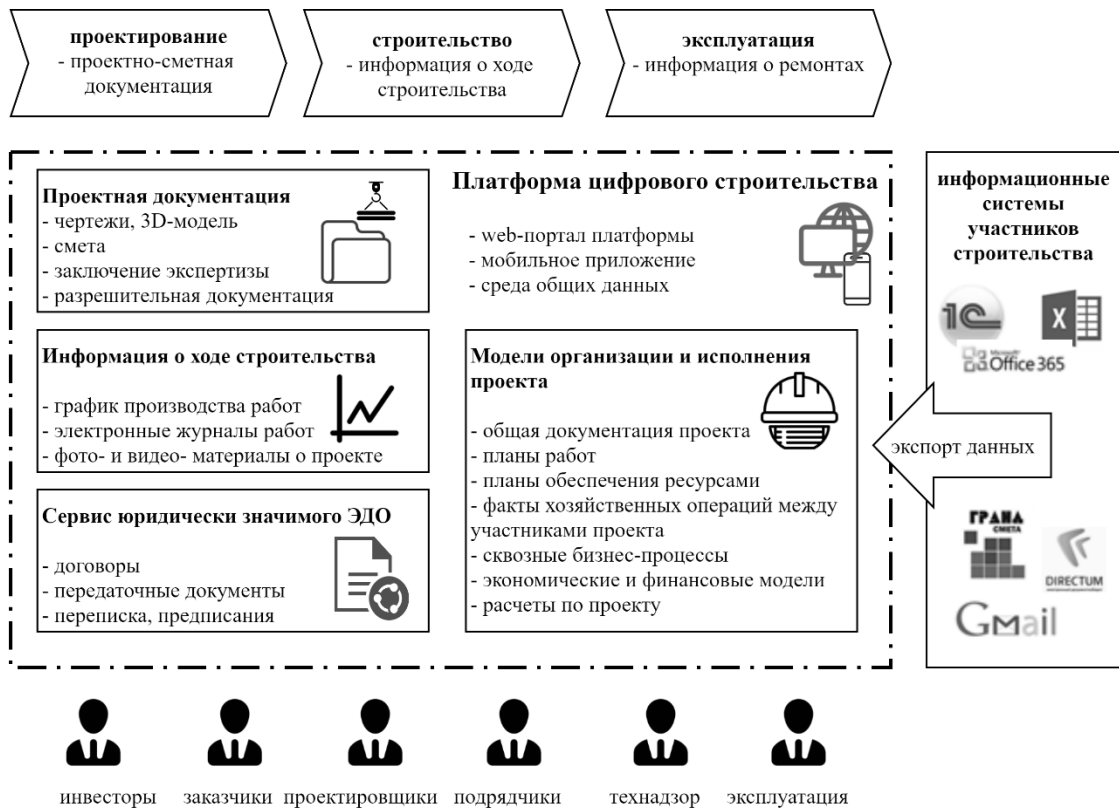 проектирование
- проектно-сметная
документация
строительство
- информация о ходе
строительства
эксплуатация
- информация о ремонтах
Проектная документация
- чертежи, 3D-модель
- смета
- заключение экспертизы
- разрешительная документация
Платформа цифрового строительства
- web-портал платформы
- мобильное приложение
- среда общих данных
Информация о ходе строительства
- график производства работ
- электронные журналы работ
- фото- и видео- материалы о проекте
Модели организации и исполнения
проекта
- общая документация проекта
- планы работ
- планы обеспечения ресурсами
- факты хозяйственных операций между
участниками проекта
- сквозные бизнес-процессы
- экономические и финансовые модели
- расчеты по проекту
Сервис юридически значимого ЭДО
- договоры
- передаточные документы
- переписка, предписания
информационные
системы
участников
строительства
1С
X
Microsoft
Office 365
экспорт данных
ГРАНД
СМЕТА
DIRECTUM
Gmail
инвесторы
заказчики
проектировщики
подрядчики
технадзор
эксплуатация